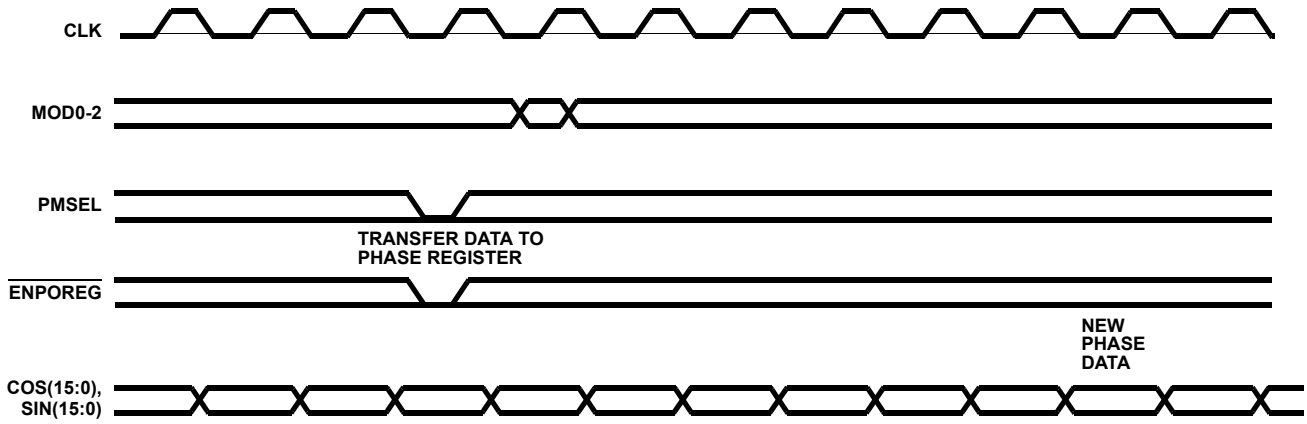 CLK
MOD0-2
PMSEL
TRANSFER DATA TO
PHASE REGISTER
ENPOREG
NEW
PHASE
DATA
COS(15:0),
SIN(15:0)